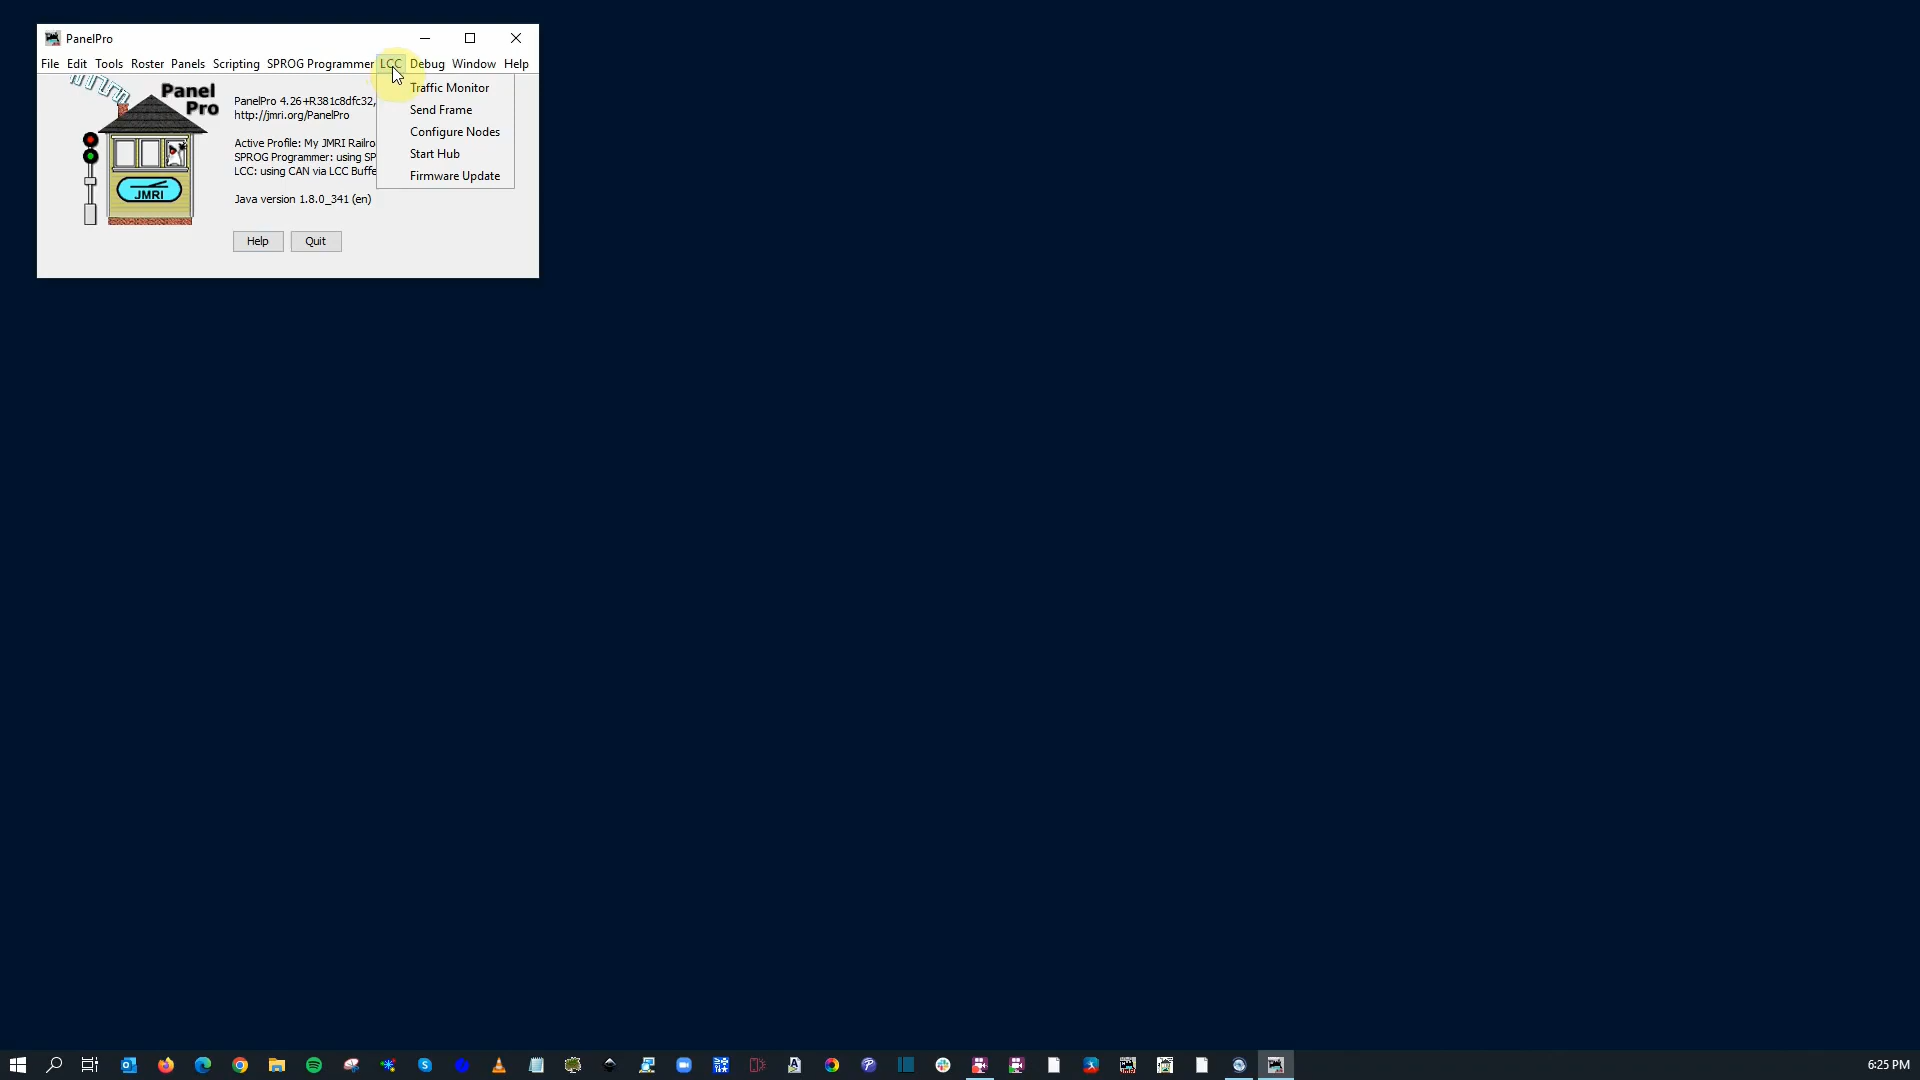 PanelPro
File Edit Tools Roster Panels Scripting SPROG Programmer LCC Debug Window Help
Panel
Pro
JMRI
PanelPro 4.26+R381c8dfc32,
http://jmri.org/PanelPro
Active Profile: My JMRI Railro
SPROG Programmer: using SP
LCC: using CAN via LCC Buffe
Java version 1.8.0_341 (en)
Help Quit
Traffic Monitor
Send Frame
Configure Nodes
Start Hub
Firmware Update
6:25 PM